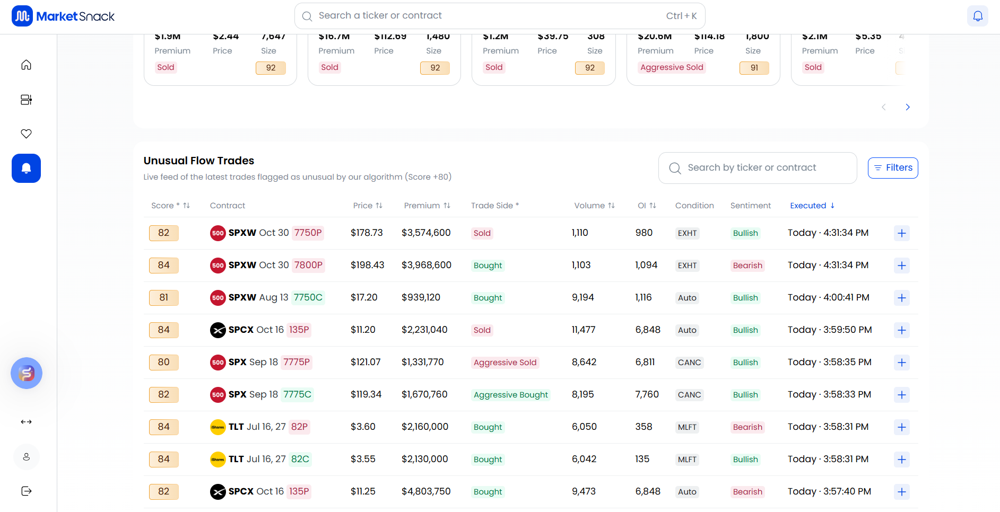 MarketSnack
Search a ticker or contract Ctrl+K
$1.9M $2.44 7,647 $16.7M $112.69 1,480 $1.2M $39.75 308 $20.6M $114.18 1,800 $2.1M $5.35
Premium Price Size Premium Price Size Premium Price Size Premium Price Size Premium Price
Sold 92 Sold 92 Sold 92 Aggressive Sold 91 Sold
Unusual Flow Trades
Live feed of the latest trades flagged as unusual by our algorithm (Score +80)
Search by ticker or contract
Filters
Score * Contract Price Premium Trade Side * Volume OI Condition Sentiment Executed
82 500 SPXW Oct 30 7750P $178.73 $3,574,600 Sold 1,110 980 EXHT Bullish Today · 4:31:34 PM
84 500 SPXW Oct 30 7800P $198.43 $3,968,600 Bought 1,103 1,094 EXHT Bearish Today · 4:31:34 PM
81 500 SPXW Aug 13 7750C $17.20 $939,120 Bought 9,194 1,116 Auto Bullish Today · 4:00:41 PM
84 SPCX Oct 16 135P $11.20 $2,231,040 Sold 11,477 6,848 Auto Bullish Today · 3:59:50 PM
80 500 SPX Sep 18 7775P $121.07 $1,331,770 Aggressive Sold 8,642 6,811 CANC Bullish Today · 3:58:35 PM
82 500 SPX Sep 18 7775C $119.34 $1,670,760 Aggressive Bought 8,195 7,760 CANC Bullish Today · 3:58:33 PM
84 iShares TLT Jul 16, 27 82P $3.60 $2,160,000 Bought 6,050 358 MLFT Bearish Today · 3:58:31 PM
84 iShares TLT Jul 16, 27 82C $3.55 $2,130,000 Bought 6,042 135 MLFT Bullish Today · 3:58:31 PM
82 SPCX Oct 16 135P $11.25 $4,803,750 Bought 9,473 6,848 Auto Bearish Today · 3:57:40 PM